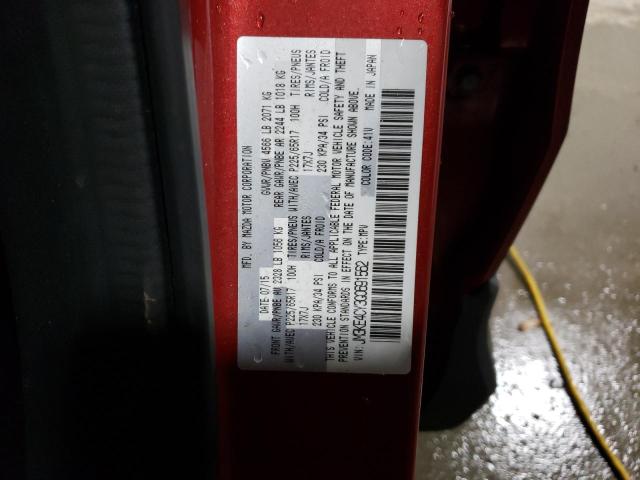 MFD. BY MAZDA MOTOR CORPORATION
DATE: 07/15 GVWR/PNBV 4566 LB 2071 KG
FRONT GAWR/PNBE AV 2328 LB 1056 KG REAR GAWR/PNBE AR 2244 LB 1018 KG
WITH/AVEC P225/65R17 100H TIRES/PNEUS WITH/AVEC P225/65R17 100H TIRES/PNEUS
17X7J RIMS/JANTES 17X7J RIMS/JANTES
230 KPA/34 PSI COLD/A FROID 230 KPA/34 PSI COLD/A FROID
THIS VEHICLE CONFORMS TO ALL APPLICABLE FEDERAL MOTOR VEHICLE SAFETY AND THEFT
PREVENTION STANDARDS IN EFFECT ON THE DATE OF MANUFACTURE SHOWN ABOVE.
VIN: JM3KE4CY3G0691562 TYPE:MPV COLOR CODE:41V MADE IN JAPAN